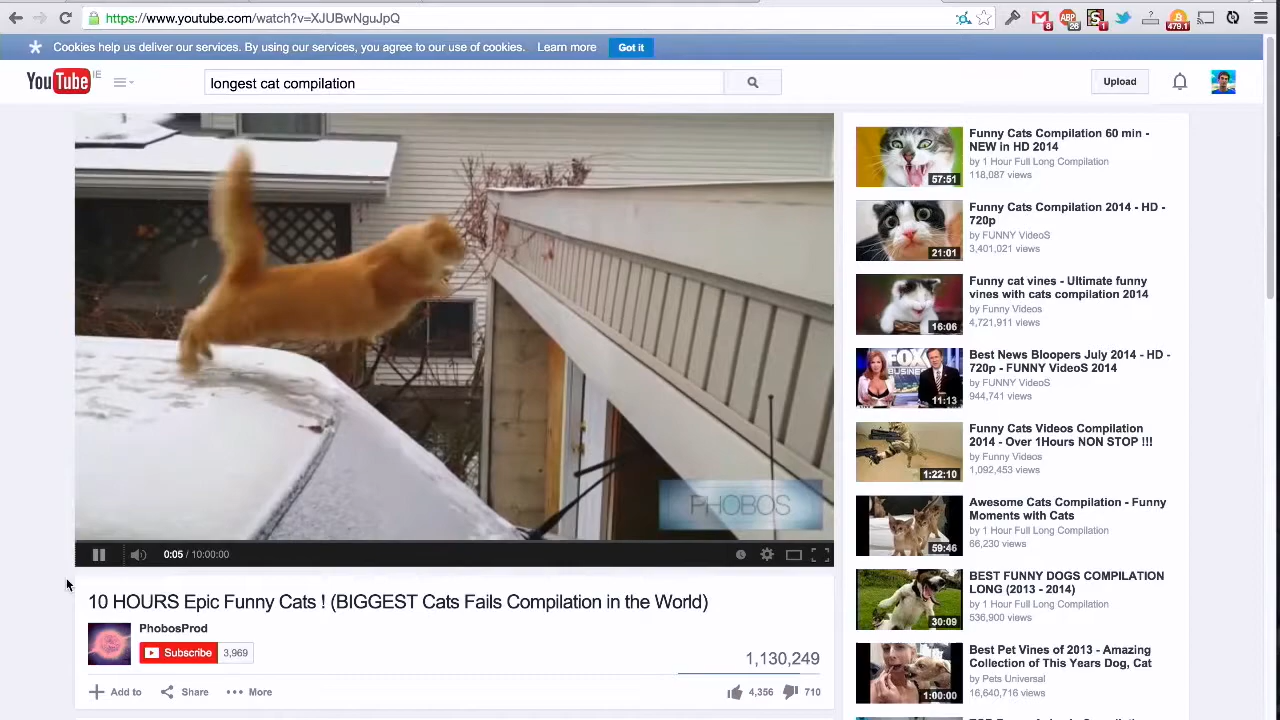 https://www.youtube.com/watch?v=XJUBwNguJpQ
8
ABP
26
S
1
479.1
Cookies help us deliver our services. By using our services, you agree to our use of cookies. Learn more Got it
YouTube IE
longest cat compilation
Upload
PHOBOS
0:05 / 10:00:00
10 HOURS Epic Funny Cats ! (BIGGEST Cats Fails Compilation in the World)
PhobosProd
Subscribe 3,969
1,130,249
Add to Share More
4,356 710
Funny Cats Compilation 60 min -
NEW in HD 2014
by 1 Hour Full Long Compilation
118,087 views
57:51
Funny Cats Compilation 2014 - HD -
720p
by FUNNY VideoS
3,401,021 views
21:01
Funny cat vines - Ultimate funny
vines with cats compilation 2014
by Funny Videos
4,721,911 views
16:06
Best News Bloopers July 2014 - HD -
720p - FUNNY VideoS 2014
by FUNNY VideoS
944,741 views
FOX
BUSINESS
11:13
Funny Cats Videos Compilation
2014 - Over 1Hours NON STOP !!!
by Funny Videos
1,092,453 views
1:22:10
Awesome Cats Compilation - Funny
Moments with Cats
by 1 Hour Full Long Compilation
66,230 views
59:46
BEST FUNNY DOGS COMPILATION
LONG (2013 - 2014)
by 1 Hour Full Long Compilation
536,900 views
30:09
Best Pet Vines of 2013 - Amazing
Collection of This Years Dog, Cat
by Pets Universal
16,640,716 views
1:00:00